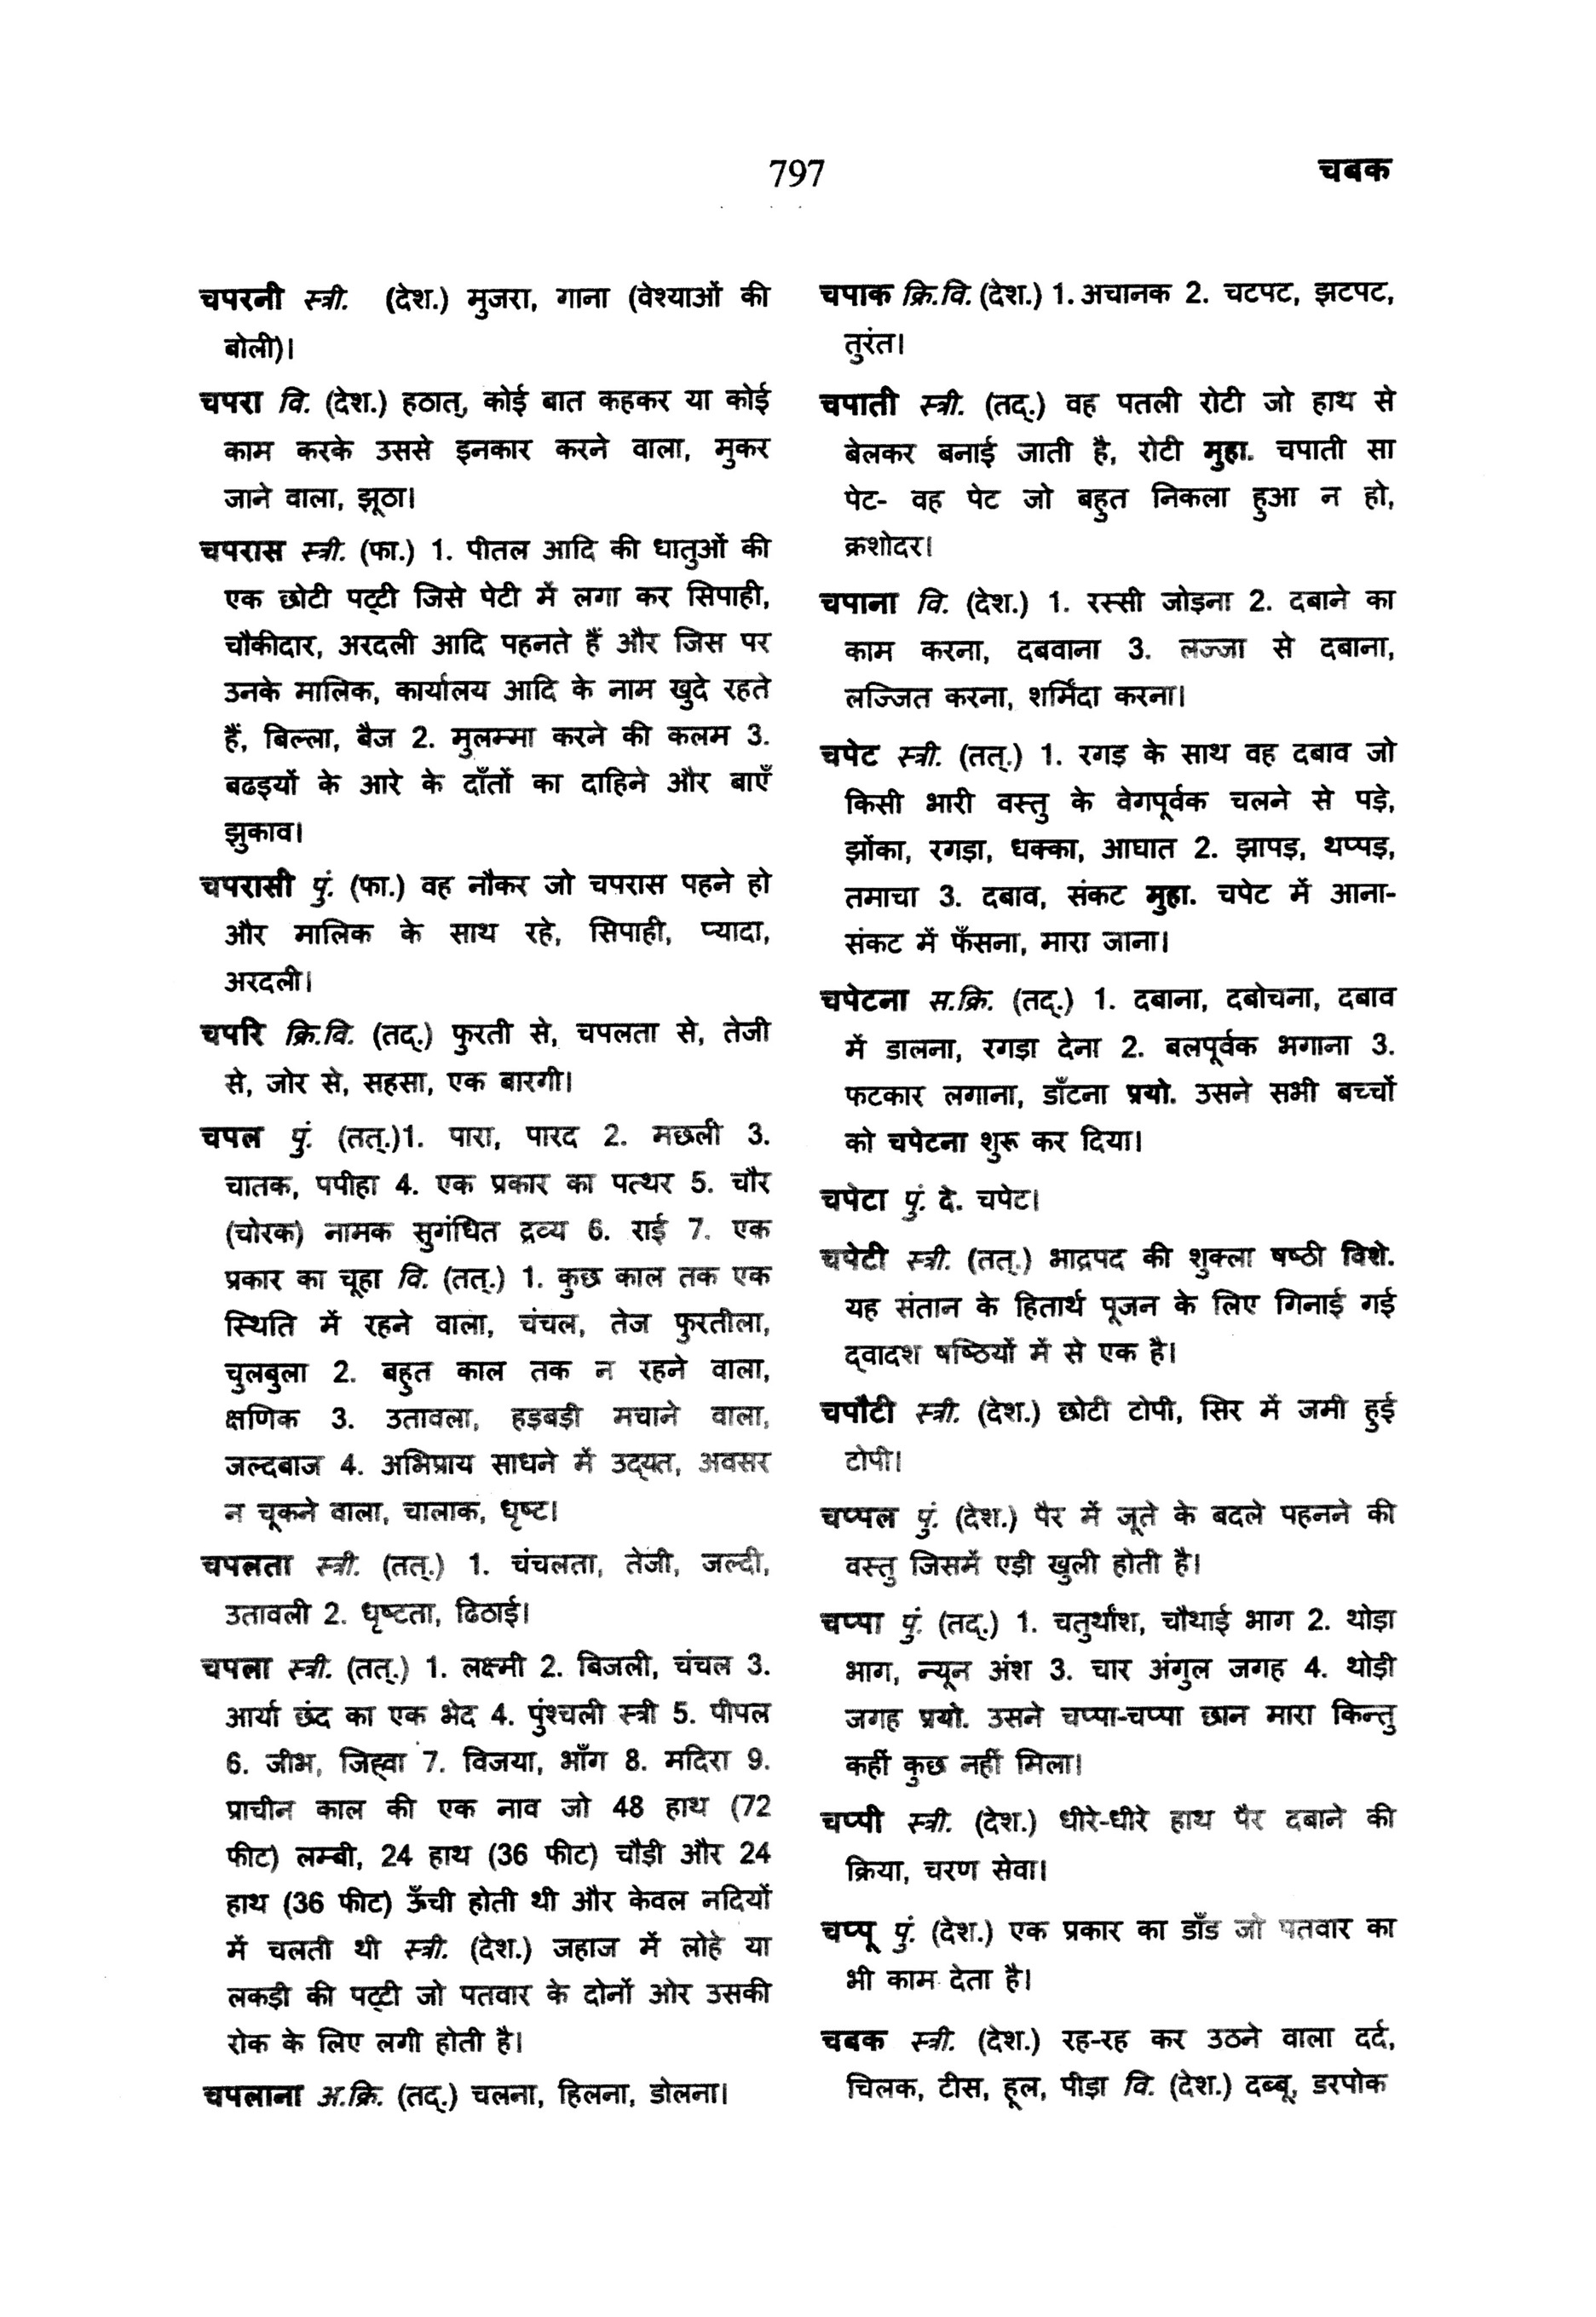 797
चबक
चपरनी स्त्री. (देश.) मुजरा, गाना (वेश्याओं की
बोली)।
चपरा वि. (देश.) हठात्, कोई बात कहकर या कोई
काम करके उससे इनकार करने वाला, मुकर
जाने वाला, झूठा।
चपरास स्त्री. (फा.) 1. पीतल आदि की धातुओं की
एक छोटी पट्टी जिसे पेटी में लगा कर सिपाही,
चौकीदार, अरदली आदि पहनते हैं और जिस पर
उनके मालिक, कार्यालय आदि के नाम खुदे रहते
हैं, बिल्ला, बैज 2. मुलम्मा करने की कलम 3.
बढइयों के आरे के दाँतों का दाहिने और बाएँ
झुकाव।
चपरासी पुं. (फा.) वह नौकर जो चपरास पहने हो
और मालिक के साथ रहे, सिपाही, प्यादा,
अरदली।
चपरि क्रि.वि. (तद्.) फुरती से, चपलता से, तेजी
से, जोर से, सहसा, एक बारगी।
चपल पुं. (तत्.)1. पारा, पारद 2. मछली 3.
चातक, पपीहा 4. एक प्रकार का पत्थर 5. चौर
(चोरक) नामक सुगंधित द्रव्य 6. राई 7. एक
प्रकार का चूहा वि. (तत्.) 1. कुछ काल तक एक
स्थिति में रहने वाला, चंचल, तेज फुरतीला,
चुलबुला 2. बहुत काल तक न रहने वाला,
क्षणिक 3. उतावला, हड़बड़ी मचाने वाला,
जल्दबाज 4. अभिप्राय साधने में उद्यत, अवसर
न चूकने वाला, चालाक, धृष्ट।
चपलता स्त्री. (तत्.) 1. चंचलता, तेजी, जल्दी,
उतावली 2. धृष्टता, ढिठाई।
चपला स्त्री. (तत्.) 1. लक्ष्मी 2. बिजली, चंचल 3.
आर्या छंद का एक भेद 4. पुंश्चली स्त्री 5. पीपल
6. जीभ, जिह्वा 7. विजया, भाँग 8. मदिरा 9.
प्राचीन काल की एक नाव जो 48 हाथ (72
फीट) लम्बी, 24 हाथ (36 फीट) चौड़ी और 24
हाथ (36 फीट) ऊँची होती थी और केवल नदियों
में चलती थी स्त्री. (देश.) जहाज में लोहे या
लकड़ी की पट्टी जो पतवार के दोनों ओर उसकी
रोक के लिए लगी होती है।
चपलाना अ.क्रि. (तद्.) चलना, हिलना, डोलना।
चपाक क्रि.वि. (देश.) 1. अचानक 2. चटपट, झटपट,
तुरंत।
चपाती स्त्री. (तद्.) वह पतली रोटी जो हाथ से
बेलकर बनाई जाती है, रोटी मुहा. चपाती सा
पेट- वह पेट जो बहुत निकला हुआ न हो,
क्रशोदर।
चपाना वि. (देश.) 1. रस्सी जोड़ना 2. दबाने का
काम करना, दबवाना 3. लज्जा से दबाना,
लज्जित करना, शर्मिंदा करना।
चपेट स्त्री. (तत्.) 1. रगड़ के साथ वह दबाव जो
किसी भारी वस्तु के वेगपूर्वक चलने से पड़े,
झोंका, रगड़ा, धक्का, आघात 2. झापड़, थप्पड़,
तमाचा 3. दबाव, संकट मुहा. चपेट में आना-
संकट में फँसना, मारा जाना।
चपेटना स.क्रि. (तद्.) 1. दबाना, दबोचना, दबाव
में डालना, रगड़ा देना 2. बलपूर्वक भगाना 3.
फटकार लगाना, डाँटना प्रयो. उसने सभी बच्चों
को चपेटना शुरू कर दिया।
चपेटा पुं. दे. चपेट।
चपेटी स्त्री. (तत्.) भाद्रपद की शुक्ला षष्ठी विशे.
यह संतान के हितार्थ पूजन के लिए गिनाई गई
द्वादश षष्ठियों में से एक है।
चपौटी स्त्री. (देश.) छोटी टोपी, सिर में जमी हुई
टोपी।
चप्पल पुं. (देश.) पैर में जूते के बदले पहनने की
वस्तु जिसमें एड़ी खुली होती है।
चप्पा पुं. (तद्.) 1. चतुर्थांश, चौथाई भाग 2. थोड़ा
भाग, न्यून अंश 3. चार अंगुल जगह 4. थोड़ी
जगह प्रयो. उसने चप्पा-चप्पा छान मारा किन्तु
कहीं कुछ नहीं मिला।
चप्पी स्त्री. (देश.) धीरे-धीरे हाथ पैर दबाने की
क्रिया, चरण सेवा।
चप्पू पुं. (देश.) एक प्रकार का डाँड जो पतवार का
भी काम देता है।
चबक स्त्री. (देश.) रह-रह कर उठने वाला दर्द,
चिलक, टीस, हूल, पीड़ा वि. (देश.) दब्बू, डरपोक